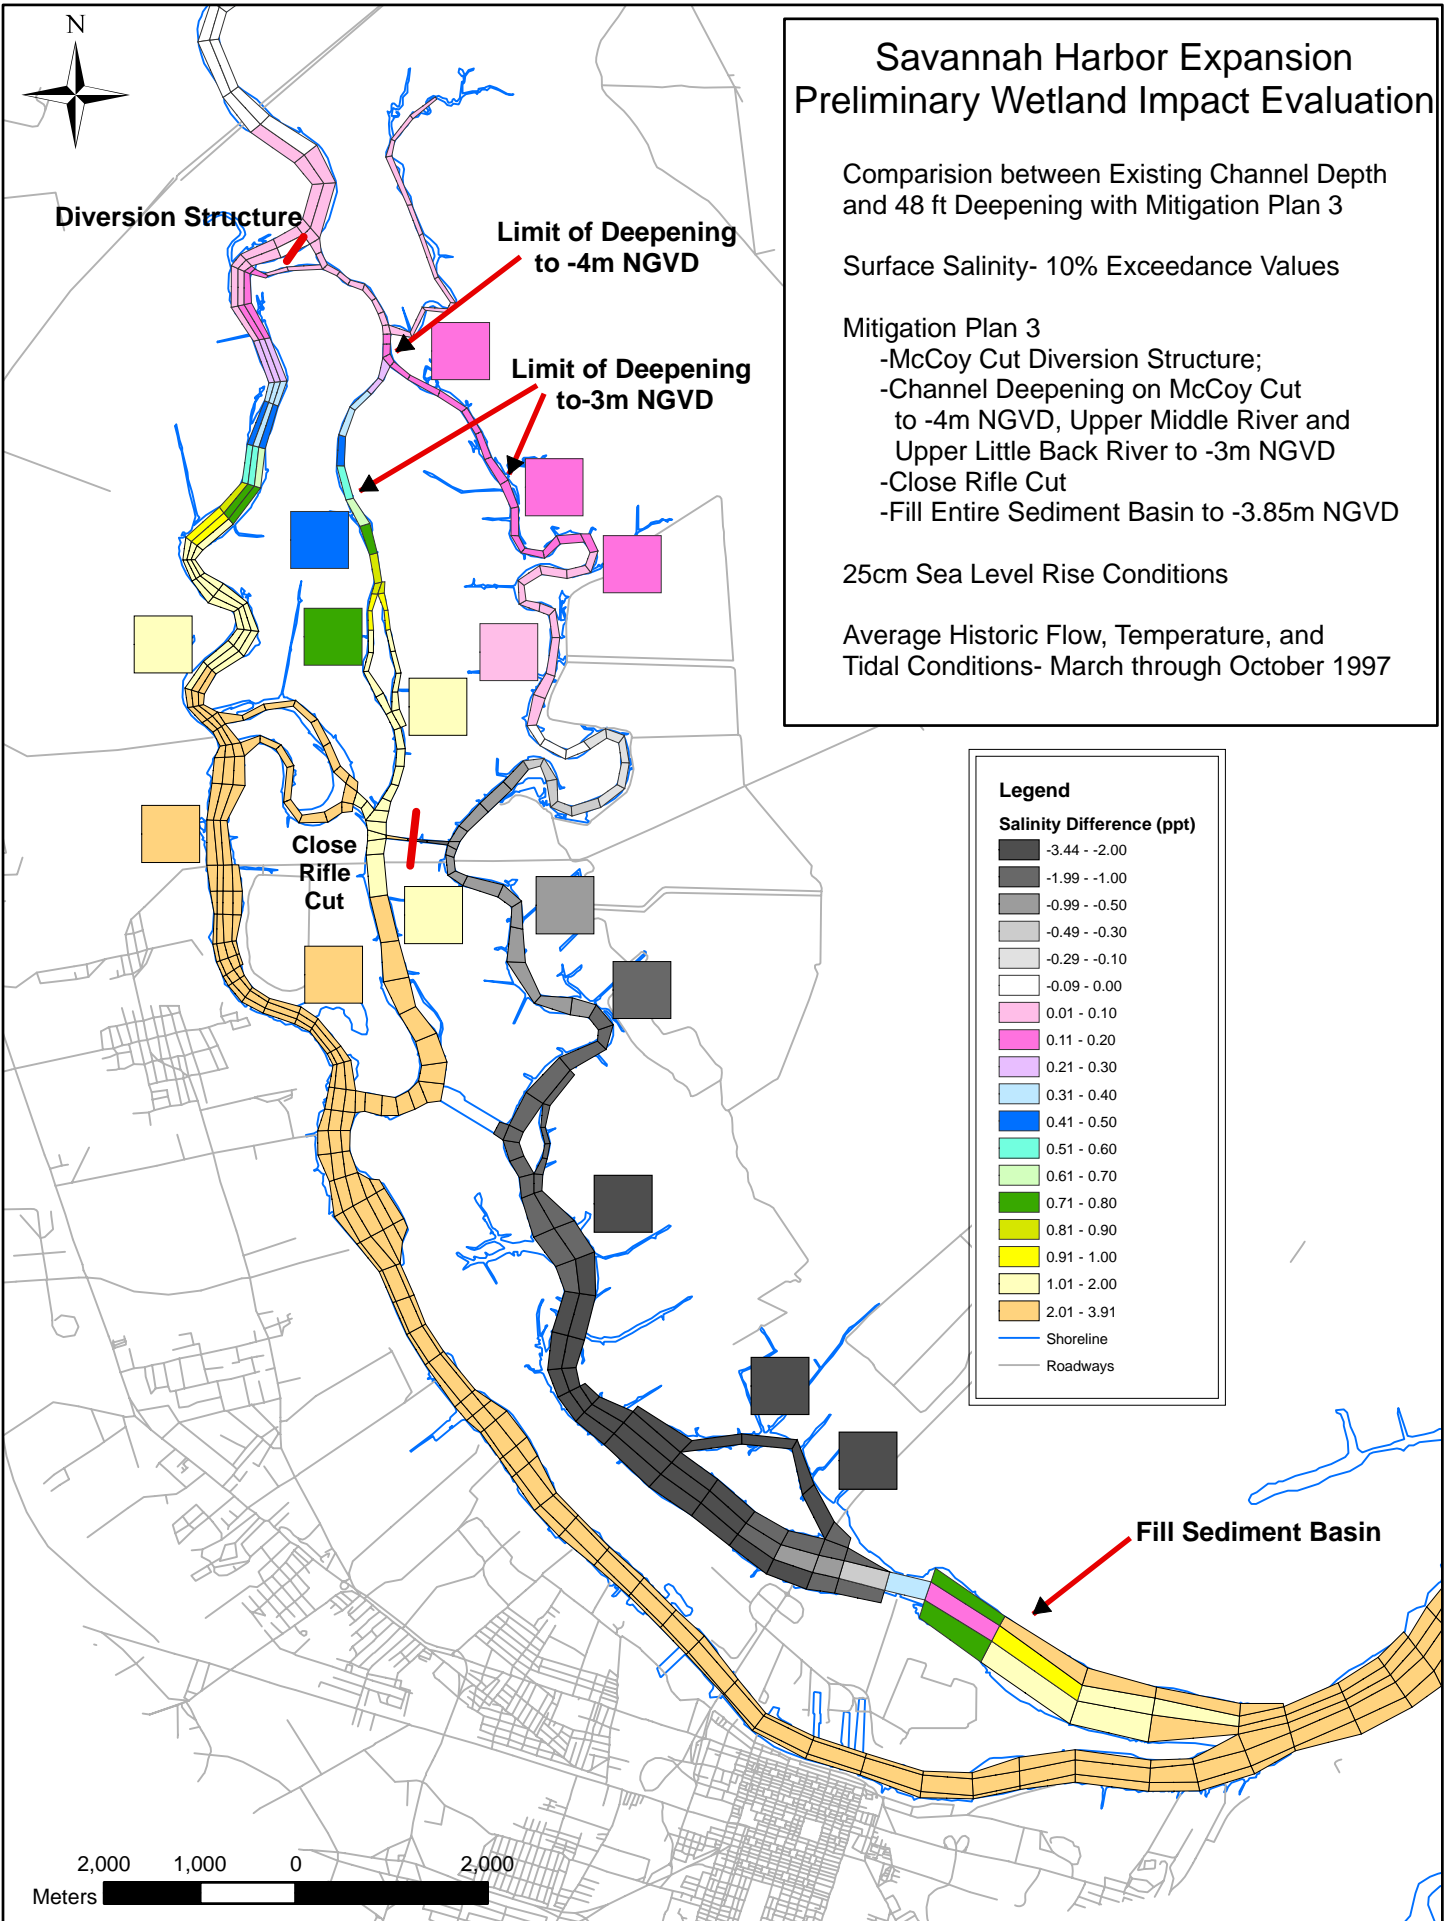 N
Savannah Harbor Expansion
Preliminary Wetland Impact Evaluation
Comparision between Existing Channel Depth
and 48 ft Deepening with Mitigation Plan 3
Surface Salinity- 10% Exceedance Values
Mitigation Plan 3
-McCoy Cut Diversion Structure;
-Channel Deepening on McCoy Cut
to -4m NGVD, Upper Middle River and
Upper Little Back River to -3m NGVD
-Close Rifle Cut
-Fill Entire Sediment Basin to -3.85m NGVD
25cm Sea Level Rise Conditions
Average Historic Flow, Temperature, and
Tidal Conditions- March through October 1997
Diversion Structure
Limit of Deepening
to -4m NGVD
Limit of Deepening
to-3m NGVD
Close
Rifle
Cut
Legend
Salinity Difference (ppt)
-3.44 - -2.00
-1.99 - -1.00
-0.99 - -0.50
-0.49 - -0.30
-0.29 - -0.10
-0.09 - 0.00
0.01 - 0.10
0.11 - 0.20
0.21 - 0.30
0.31 - 0.40
0.41 - 0.50
0.51 - 0.60
0.61 - 0.70
0.71 - 0.80
0.81 - 0.90
0.91 - 1.00
1.01 - 2.00
2.01 - 3.91
Shoreline
Roadways
Fill Sediment Basin
2,000 1,000 0 2,000
Meters